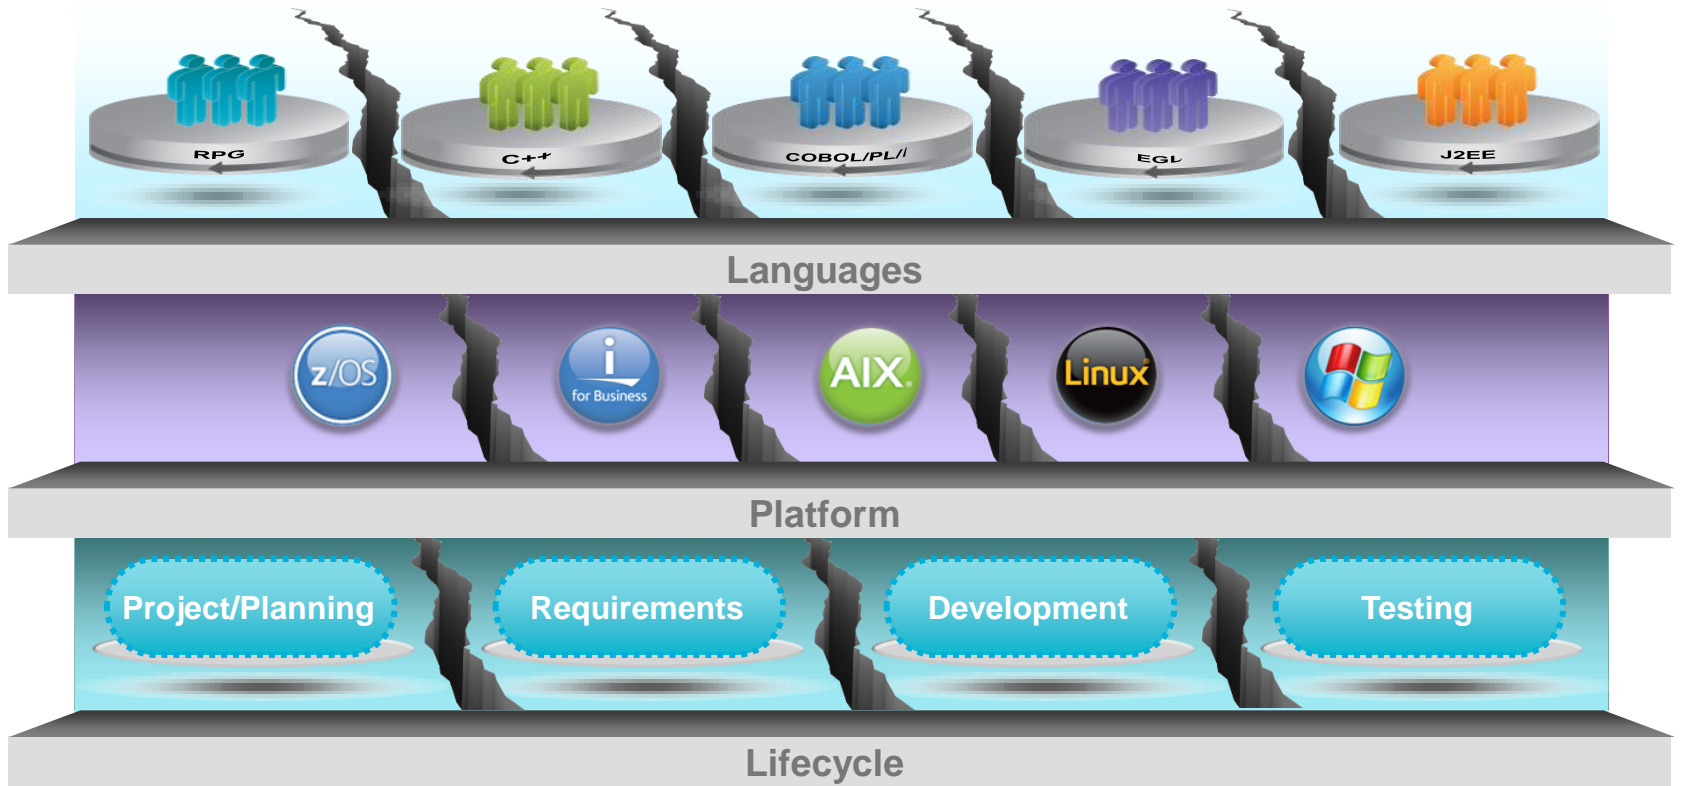 RPG
C++
COBOL/PL/I
EGL
J2EE
Languages
z/OS
i
for Business
AIX
Linux
Platform
Project/Planning
Requirements
Development
Testing
Lifecycle